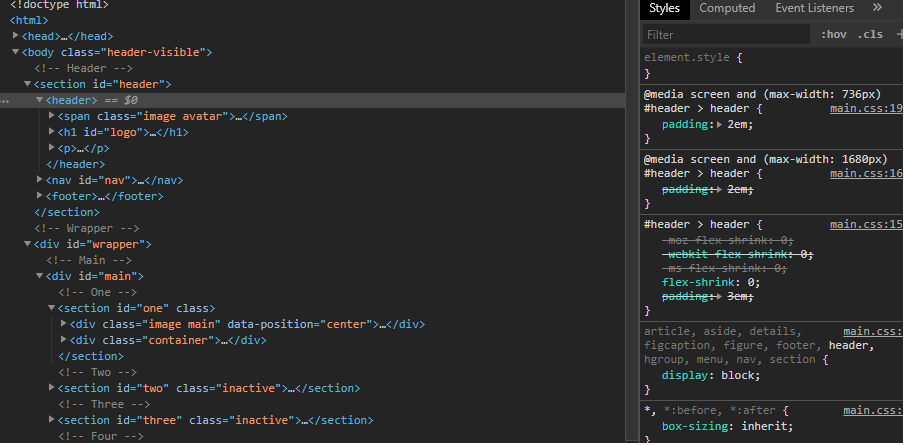 <!doctype html>
<html>
<head>…</head>
<body class="header-visible">
<!-- Header -->
<section id="header">
… <header> == $0
<span class="image avatar">…</span>
<h1 id="logo">…</h1>
<p>…</p>
</header>
<nav id="nav">…</nav>
<footer>…</footer>
</section>
<!-- Wrapper -->
<div id="wrapper">
<!-- Main -->
<div id="main">
<!-- One -->
<section id="one" class>
<div class="image main" data-position="center">…</div>
<div class="container">…</div>
</section>
<!-- Two -->
<section id="two" class="inactive">…</section>
<!-- Three -->
<section id="three" class="inactive">…</section>
<!-- Four -->
Styles Computed Event Listeners »
Filter :hov .cls +
element.style {
}
@media screen and (max-width: 736px)
#header > header { main.css:19
padding: 2em;
}
@media screen and (max-width: 1680px)
#header > header { main.css:16
padding: 2em;
}
#header > header { main.css:15
-moz-flex-shrink: 0;
-webkit-flex-shrink: 0;
-ms-flex-shrink: 0;
flex-shrink: 0;
padding: 3em;
}
article, aside, details, main.css:
figcaption, figure, footer, header,
hgroup, menu, nav, section {
display: block;
}
*, *:before, *:after { main.css:
box-sizing: inherit;
}